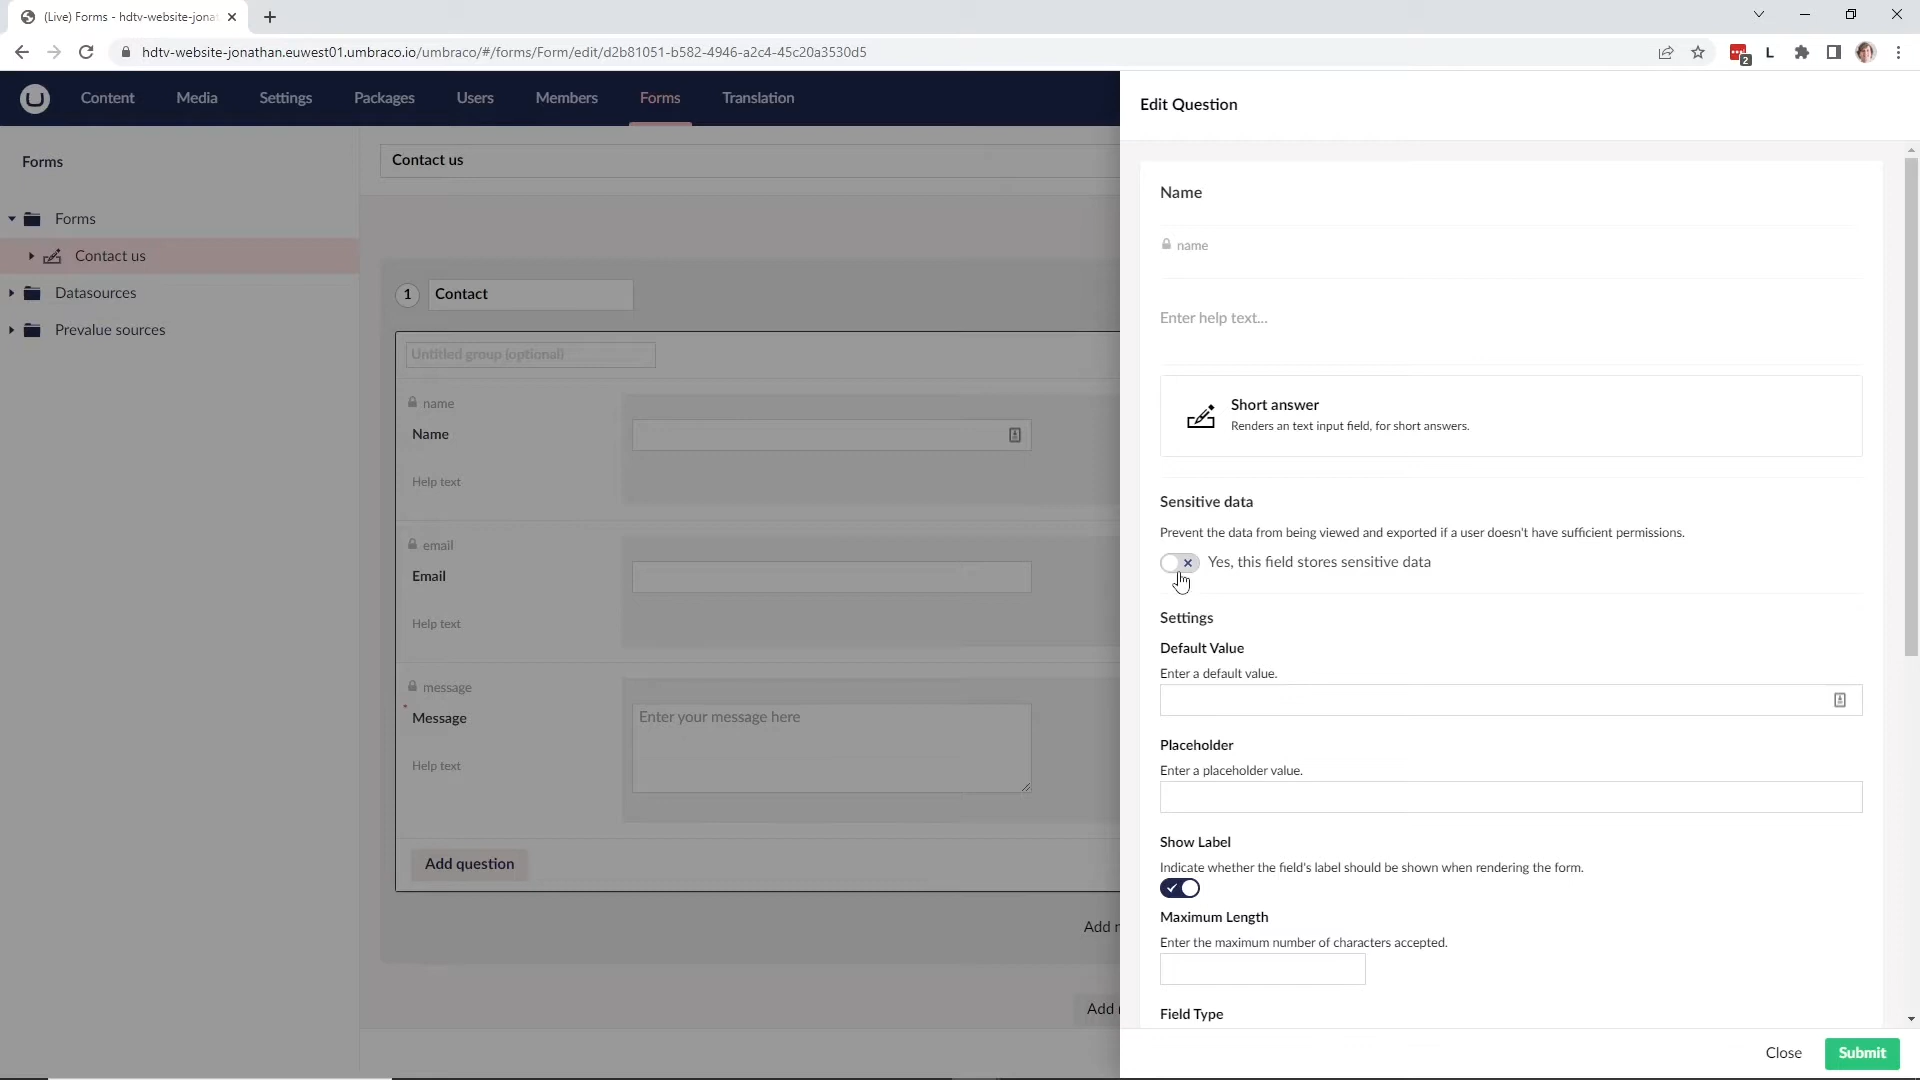 (Live) Forms - hdtv-website-jona
hdtv-website-jonathan.euwest01.umbraco.io/umbraco/#/forms/Form/edit/d2b81051-b582-4946-a2c4-45c20a3530d5
2
L
Content
Media
Settings
Packages
Users
Members
Forms
Translation
Edit Question
Forms
Forms
Contact us
Datasources
Prevalue sources
Contact us
1
Contact
Untitled group (optional)
name
Name
Help text
email
Email
Help text
message
* Message
Enter your message here
Help text
Add question
Add
Add
Name
name
Enter help text...
Short answer
Renders an text input field, for short answers.
Sensitive data
Prevent the data from being viewed and exported if a user doesn't have sufficient permissions.
Yes, this field stores sensitive data
Settings
Default Value
Enter a default value.
Placeholder
Enter a placeholder value.
Show Label
Indicate whether the field's label should be shown when rendering the form.
Maximum Length
Enter the maximum number of characters accepted.
Field Type
Close
Submit